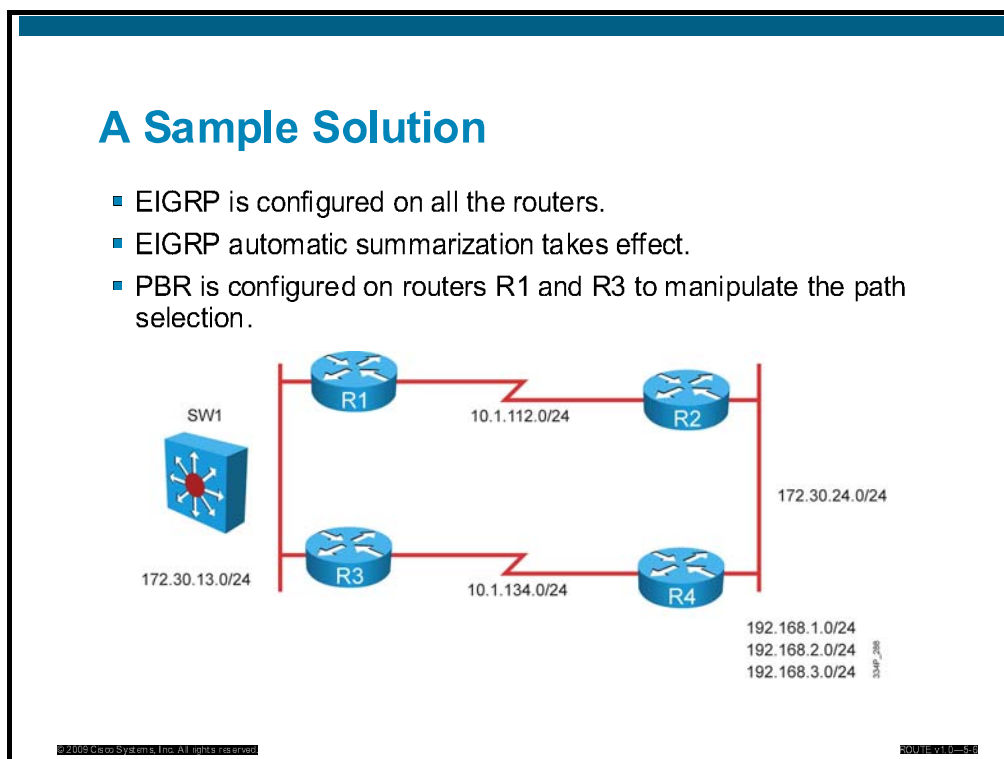 A Sample Solution
EIGRP is configured on all the routers.
EIGRP automatic summarization takes effect.
PBR is configured on routers R1 and R3 to manipulate the path
selection.
R1
SW1
10.1.112.0/24
R2
172.30.24.0/24
172.30.13.0/24
R3
10.1.134.0/24
R4
192.168.1.0/24
192.168.2.0/24
192.168.3.0/24
334P_288
© 2009 Cisco Systems, Inc. All rights reserved.
ROUTE v1.0—5-6